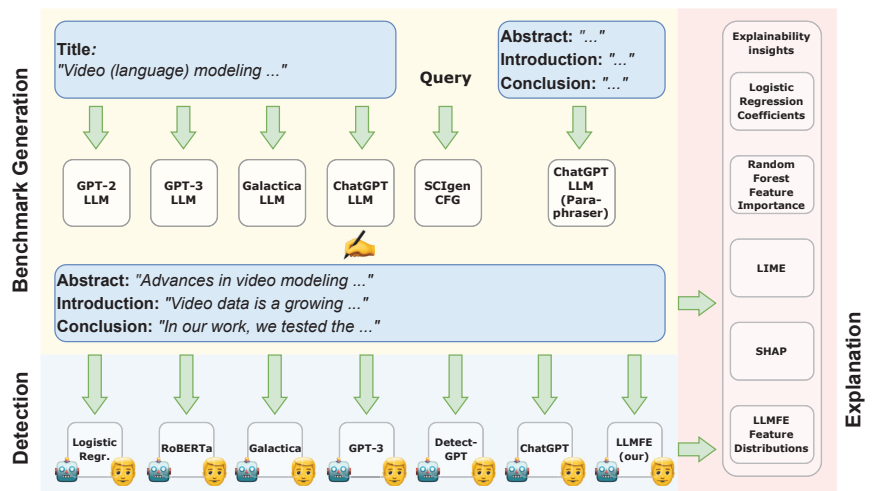 Benchmark Generation
Title:
"Video (language) modeling ..."
Query
Abstract: "..."
Introduction: "..."
Conclusion: "..."
GPT-2
LLM
GPT-3
LLM
Galactica
LLM
ChatGPT
LLM
SCIgen
CFG
ChatGPT
LLM
(Para-
phraser)
Abstract: "Advances in video modeling ..."
Introduction: "Video data is a growing ..."
Conclusion: "In our work, we tested the ..."
Detection
Logistic
Regr.
RoBERTa
Galactica
GPT-3
Detect-
GPT
ChatGPT
LLMFE
(our)
Explainability
insights
Logistic
Regression
Coefficients
Random
Forest
Feature
Importance
LIME
SHAP
LLMFE
Feature
Distributions
Explanation